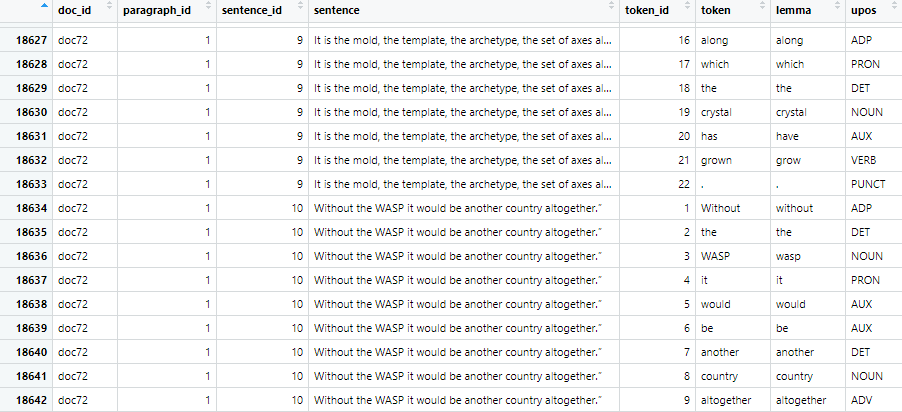 doc_id paragraph_id sentence_id sentence token_id token lemma upos
18627 doc72 1 9 It is the mold, the template, the archetype, the set of axes al... 16 along along ADP
18628 doc72 1 9 It is the mold, the template, the archetype, the set of axes al... 17 which which PRON
18629 doc72 1 9 It is the mold, the template, the archetype, the set of axes al... 18 the the DET
18630 doc72 1 9 It is the mold, the template, the archetype, the set of axes al... 19 crystal crystal NOUN
18631 doc72 1 9 It is the mold, the template, the archetype, the set of axes al... 20 has have AUX
18632 doc72 1 9 It is the mold, the template, the archetype, the set of axes al... 21 grown grow VERB
18633 doc72 1 9 It is the mold, the template, the archetype, the set of axes al... 22 . . PUNCT
18634 doc72 1 10 Without the WASP it would be another country altogether.” 1 Without without ADP
18635 doc72 1 10 Without the WASP it would be another country altogether.” 2 the the DET
18636 doc72 1 10 Without the WASP it would be another country altogether.” 3 WASP wasp NOUN
18637 doc72 1 10 Without the WASP it would be another country altogether.” 4 it it PRON
18638 doc72 1 10 Without the WASP it would be another country altogether.” 5 would would AUX
18639 doc72 1 10 Without the WASP it would be another country altogether.” 6 be be AUX
18640 doc72 1 10 Without the WASP it would be another country altogether.” 7 another another DET
18641 doc72 1 10 Without the WASP it would be another country altogether.” 8 country country NOUN
18642 doc72 1 10 Without the WASP it would be another country altogether.” 9 altogether altogether ADV